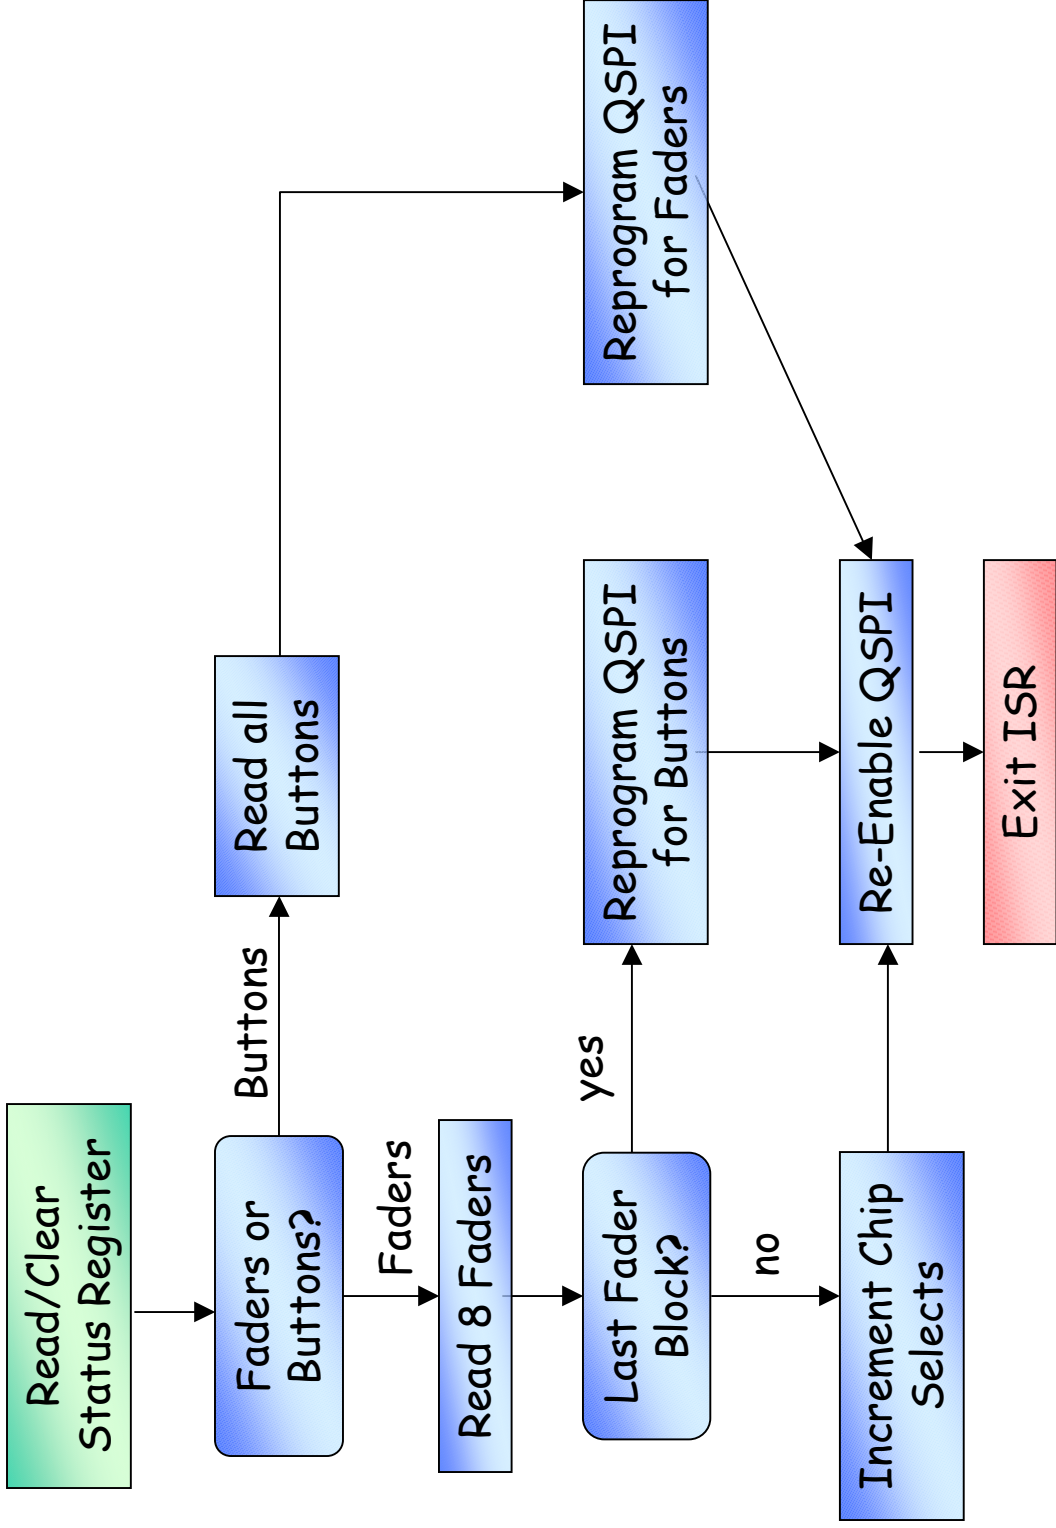 Read/Clear
Status Register
Faders or
Buttons?
Buttons
Read all
Buttons
Faders
Read 8 Faders
Last Fader
Block?
yes
Reprogram QSPI
for Buttons
Reprogram QSPI
for Faders
no
Increment Chip
Selects
Re-Enable QSPI
Exit ISR